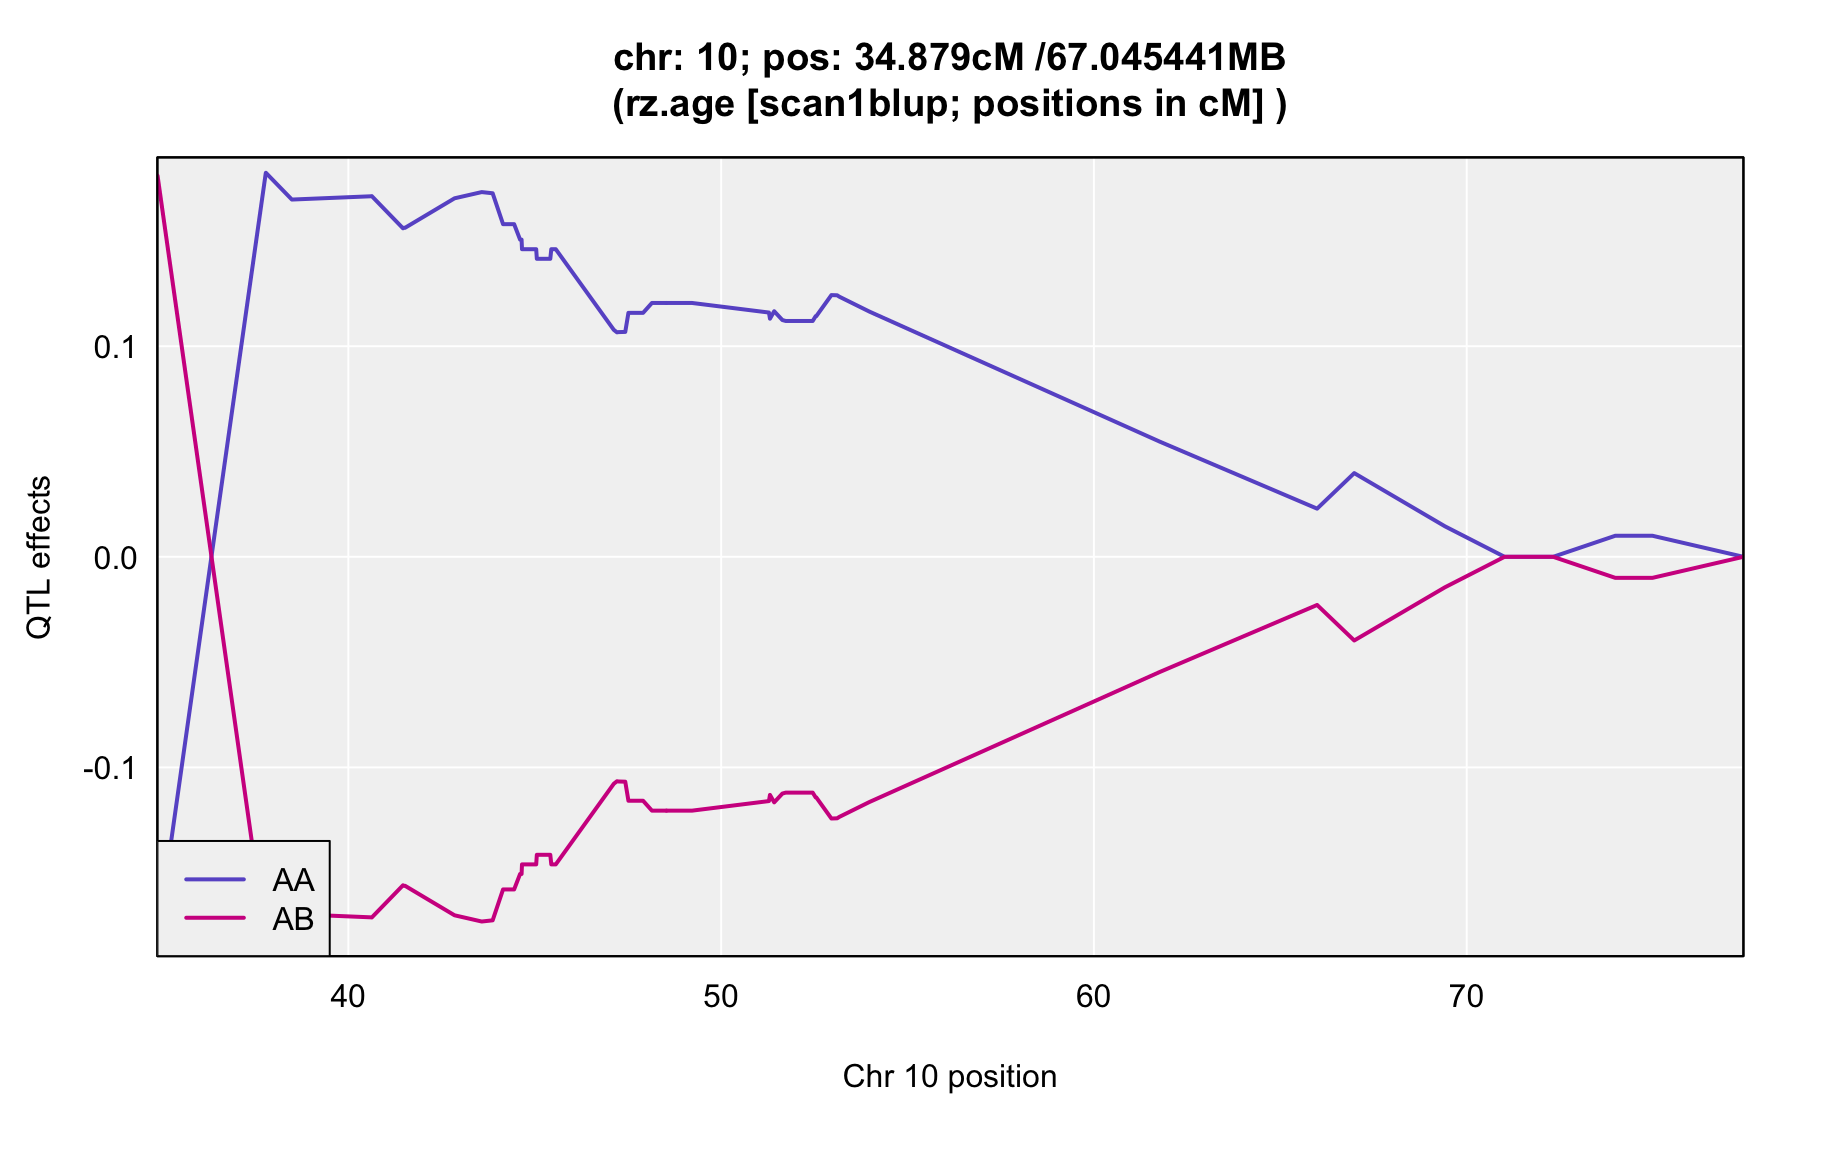 chr: 10; pos: 34.879cM /67.045441MB
(rz.age [scan1blup; positions in cM] )
QTL effects
0.1
0.0
-0.1
AA
AB
40 50 60 70
Chr 10 position